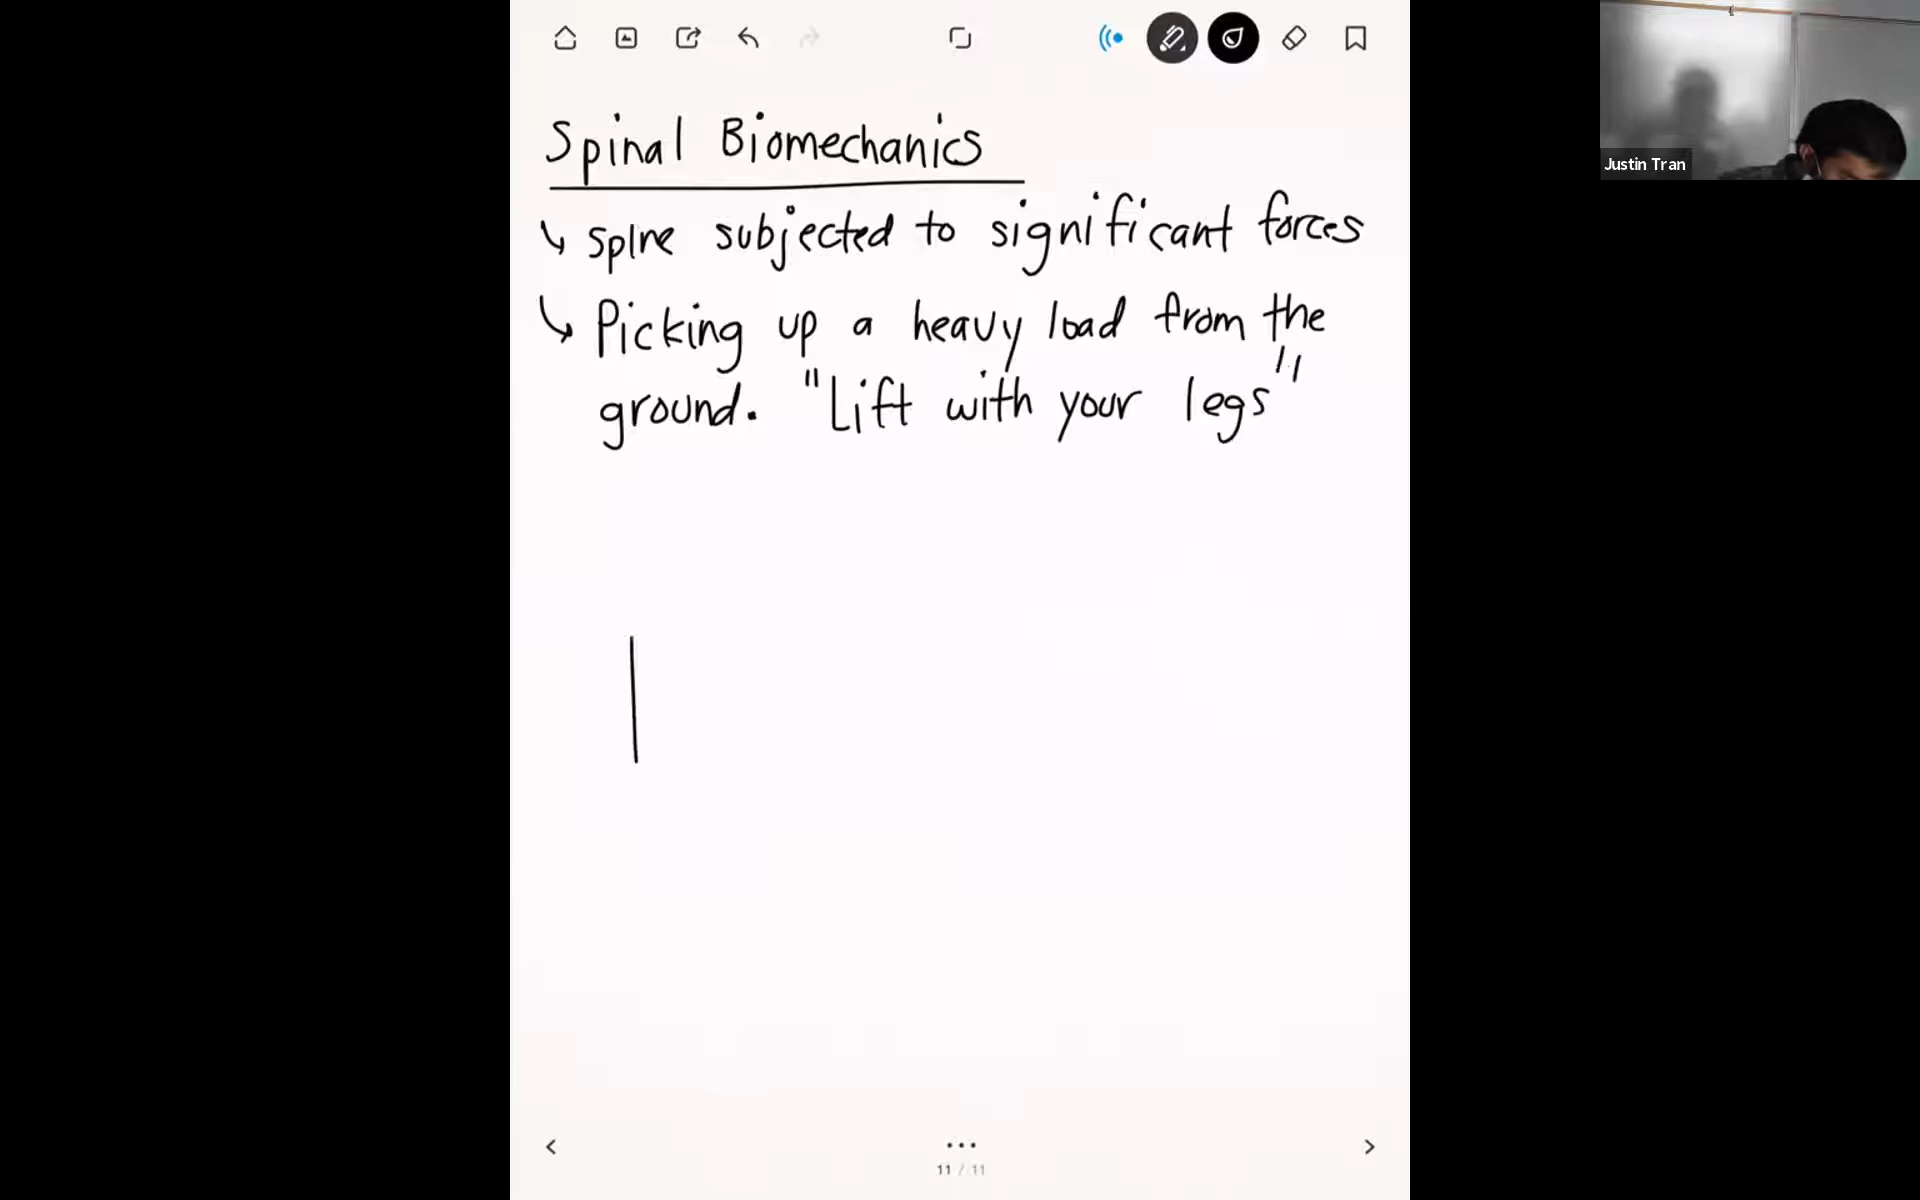 Spinal Biomechanics
↳ spine subjected to significant forces
↳ Picking up a heavy load from the
ground. "Lift with your legs"
Justin Tran
11 / 11